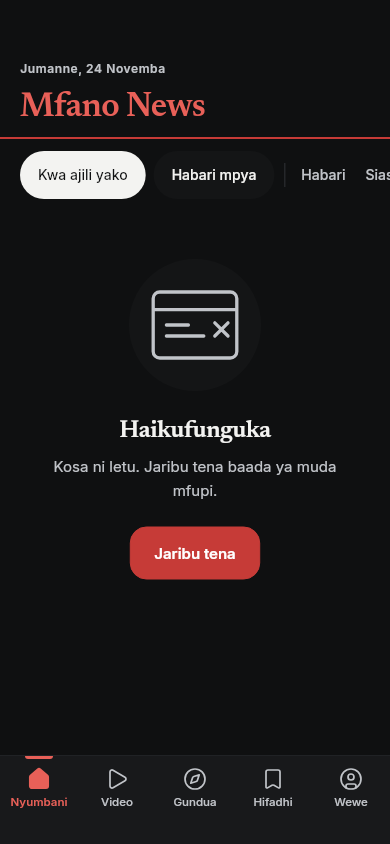 Jumanne, 24 Novemba
Mfano News
Kwa ajili yako
Habari mpya
Habari
Haikufunguka
Kosa ni letu. Jaribu tena baada ya muda
mfupi.
Jaribu tena
Nyumbani
Video
Gundua
Hifadhi
Wewe